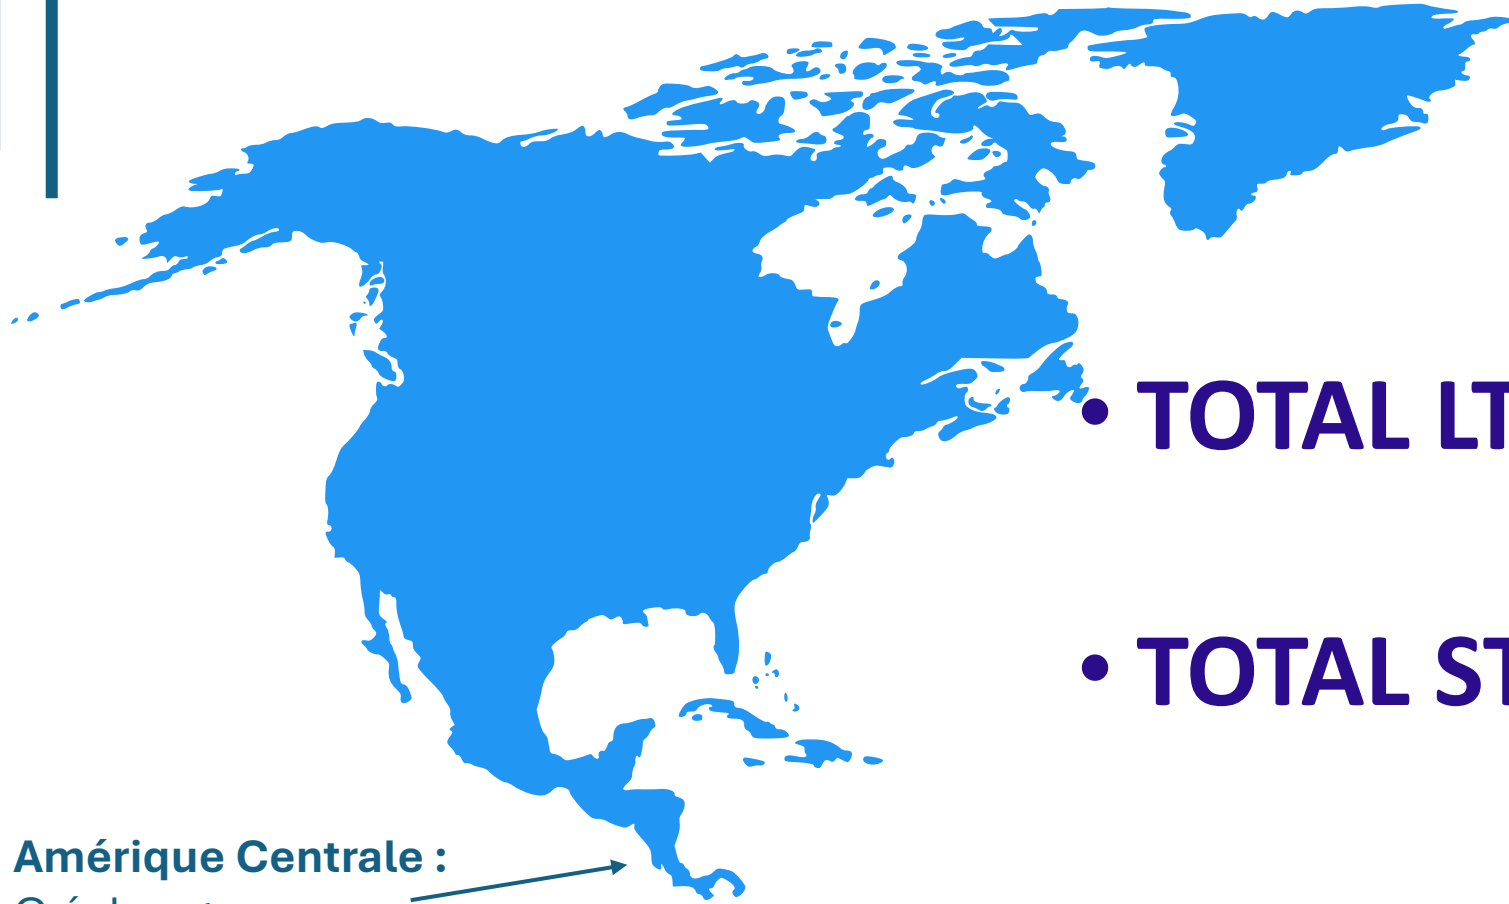 • TOTAL LT
• TOTAL ST
Amérique Centrale :